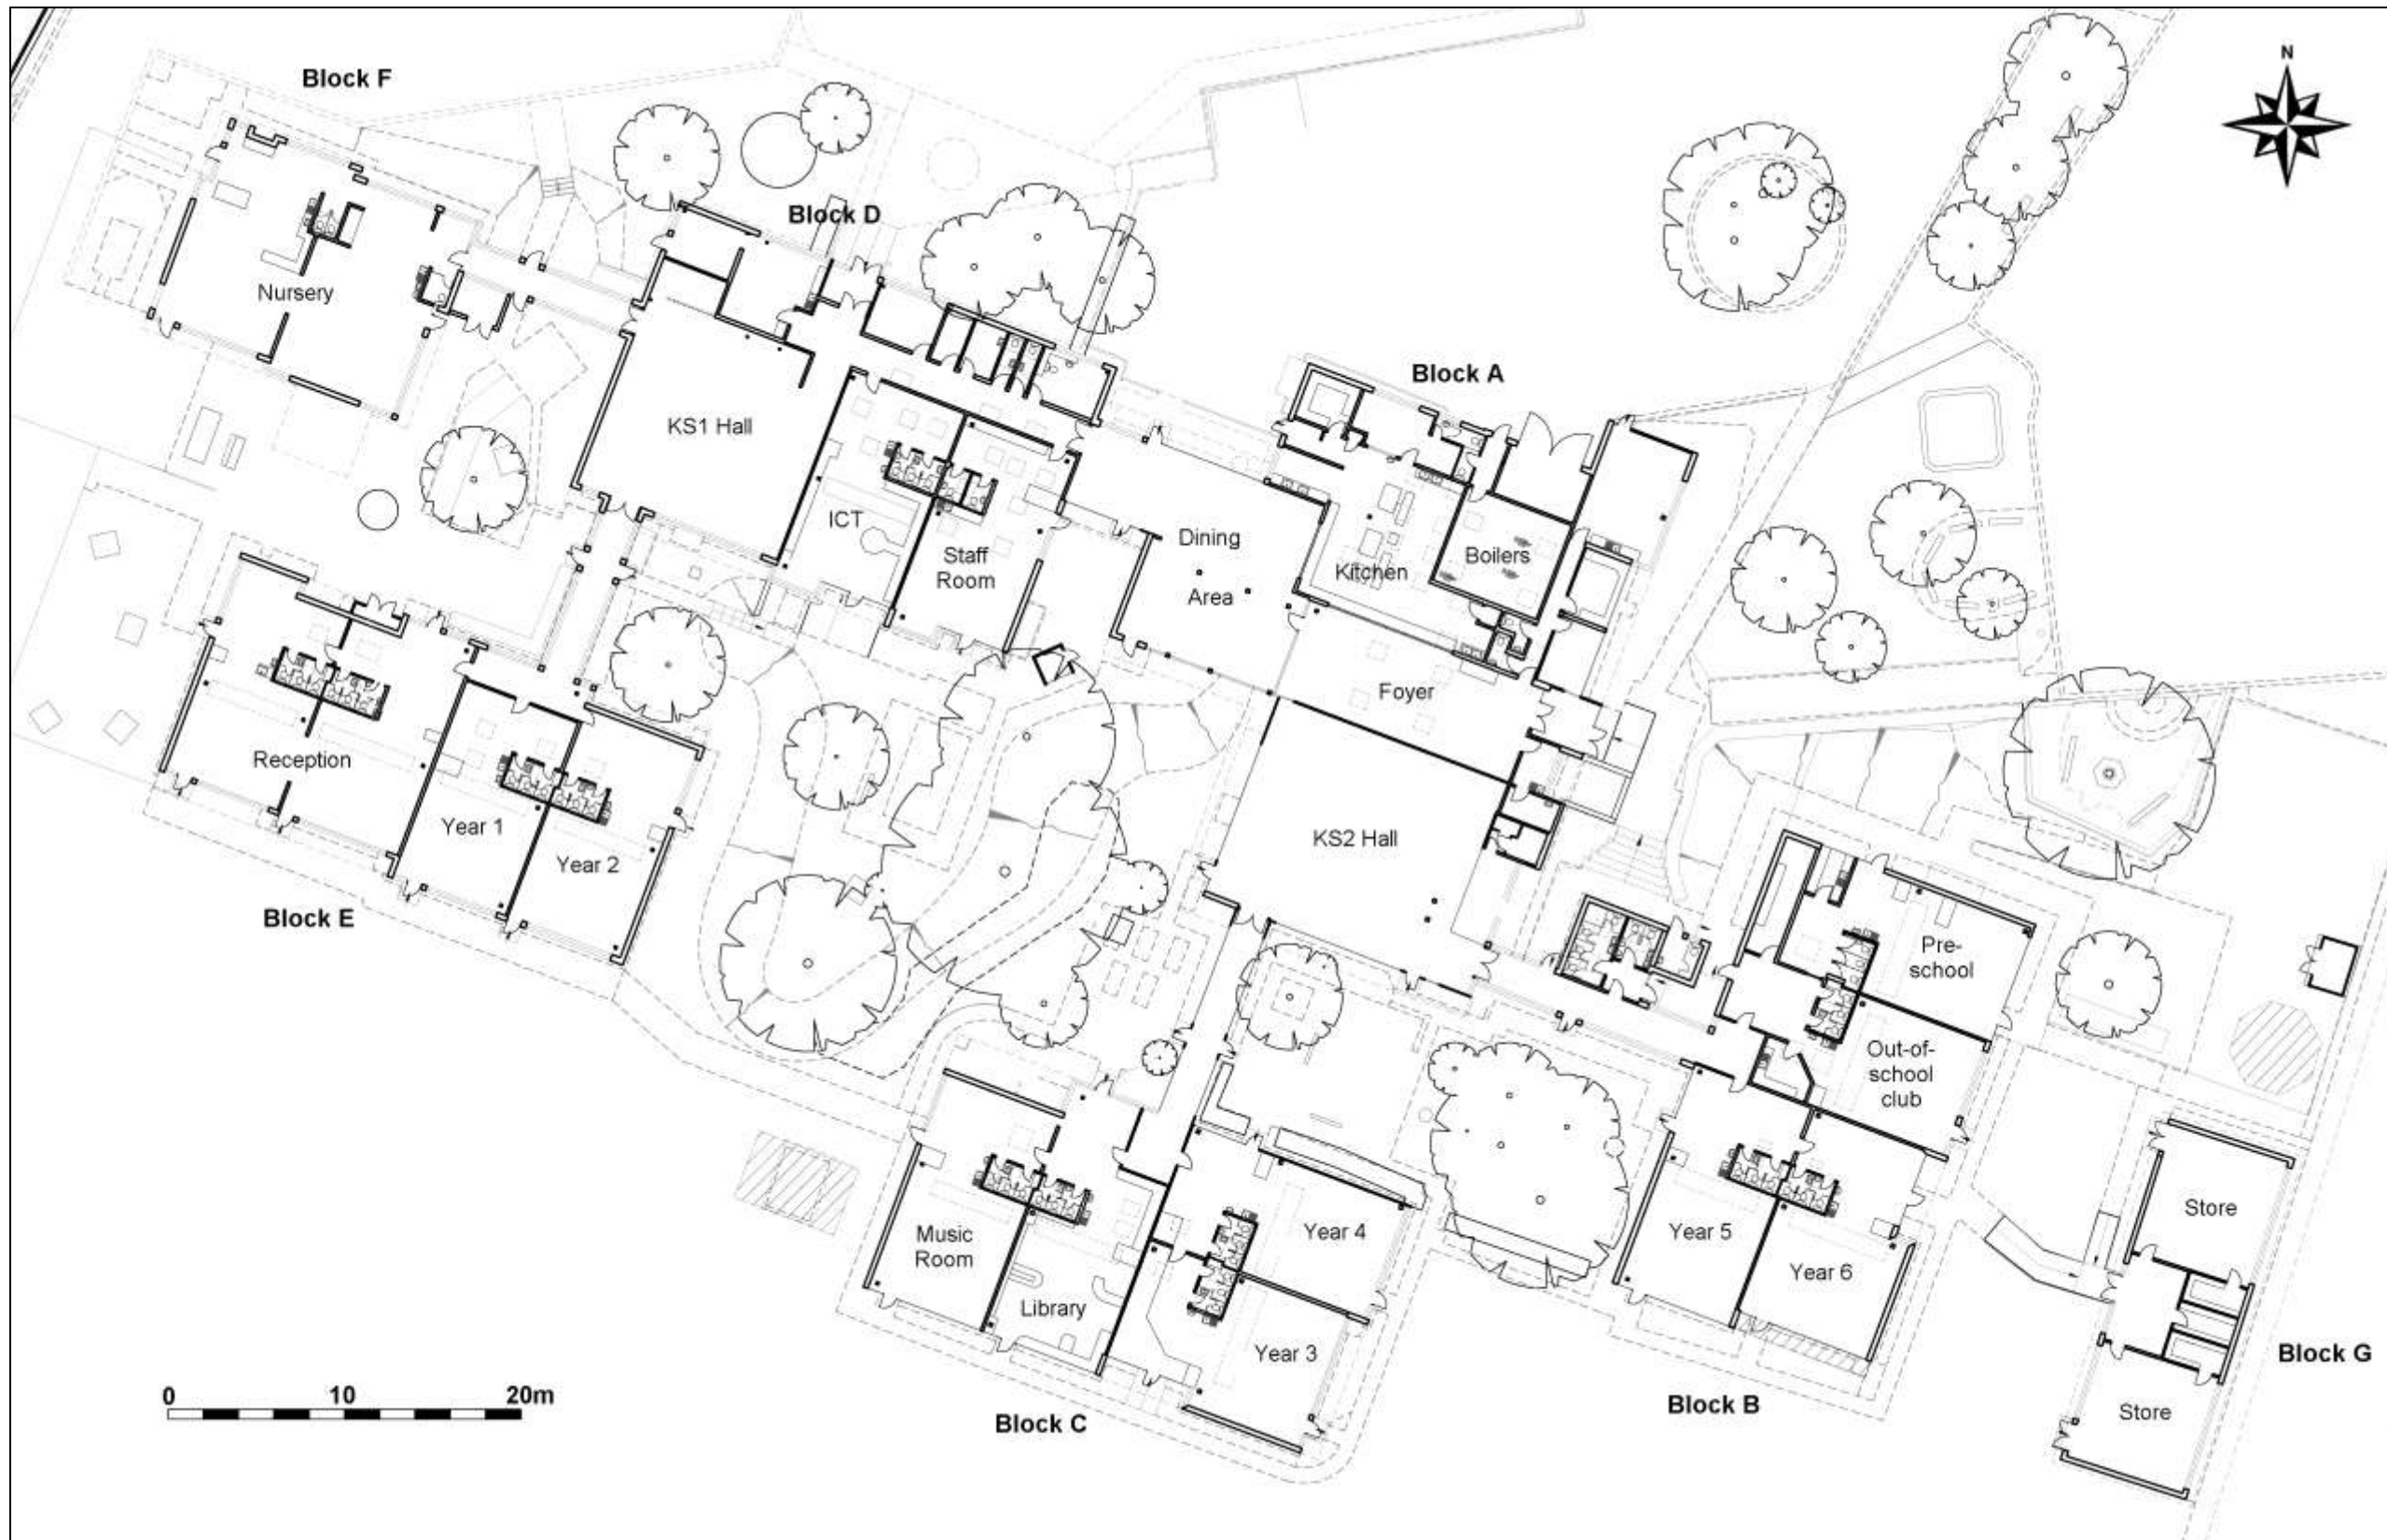 Block F
N
Block D
Nursery
Block A
KS1 Hall
ICT
Staff
Room
Dining
Area
Kitchen
Boilers
Foyer
Reception
Year 1
Year 2
KS2 Hall
Block E
Pre-
school
Out-of-
school
club
Music
Room
Library
Year 4
Year 3
Year 5
Year 6
Store
Store
Block G
Block B
Block C
0 10 20m